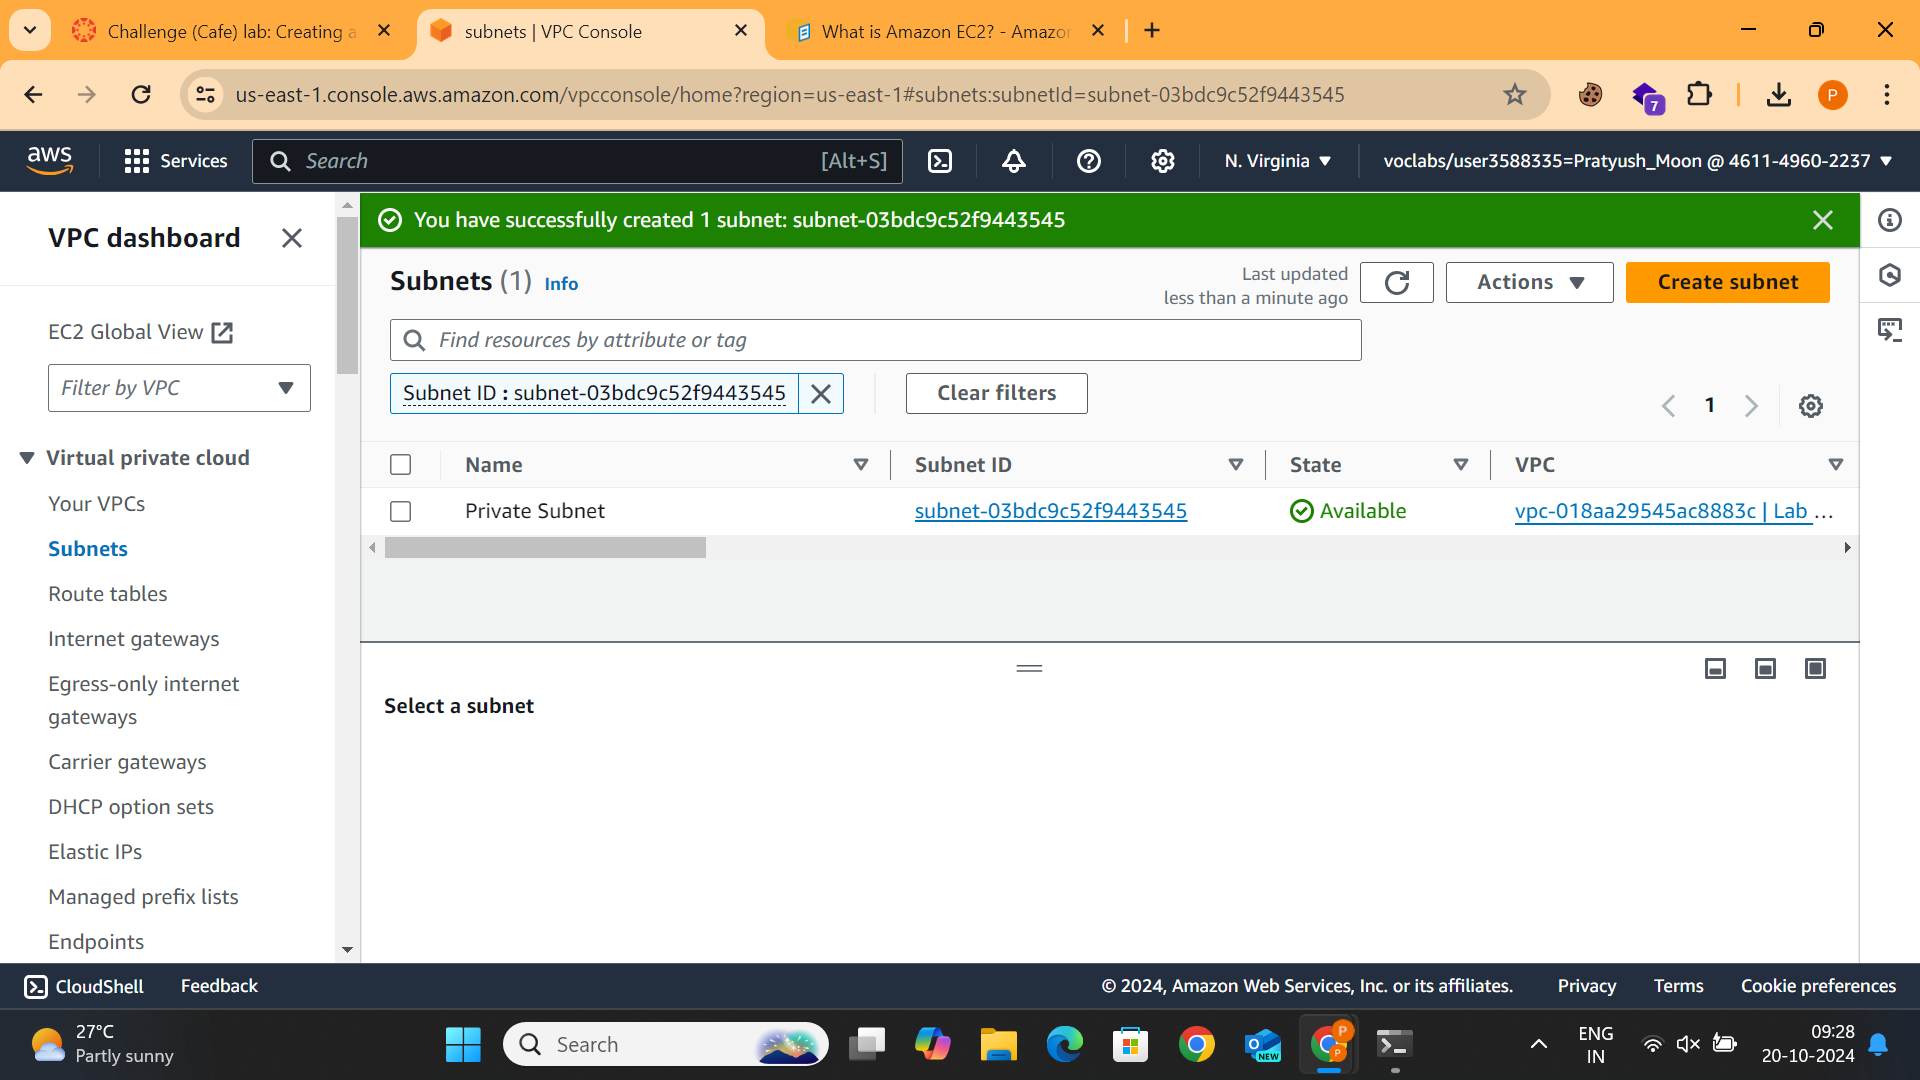 Challenge (Cafe) lab: Creating a
subnets | VPC Console
What is Amazon EC2? - Amazon
us-east-1.console.aws.amazon.com/vpcconsole/home?region=us-east-1#subnets:subnetId=subnet-03bdc9c52f9443545
7
P
aws
Services
Search
[Alt+S]
N. Virginia
voclabs/user3588335=Pratyush_Moon @ 4611-4960-2237
VPC dashboard
EC2 Global View
Filter by VPC
Virtual private cloud
Your VPCs
Subnets
Route tables
Internet gateways
Egress-only internet
gateways
Carrier gateways
DHCP option sets
Elastic IPs
Managed prefix lists
Endpoints
You have successfully created 1 subnet: subnet-03bdc9c52f9443545
Subnets (1) Info
Last updated
less than a minute ago
Actions
Create subnet
Find resources by attribute or tag
Subnet ID : subnet-03bdc9c52f9443545
Clear filters
1
Name
Subnet ID
State
VPC
Private Subnet
subnet-03bdc9c52f9443545
Available
vpc-018aa29545ac8883c | Lab ...
Select a subnet
CloudShell
Feedback
© 2024, Amazon Web Services, Inc. or its affiliates.
Privacy
Terms
Cookie preferences
27°C
Partly sunny
Search
NEW
P
P
ENG
IN
09:28
20-10-2024